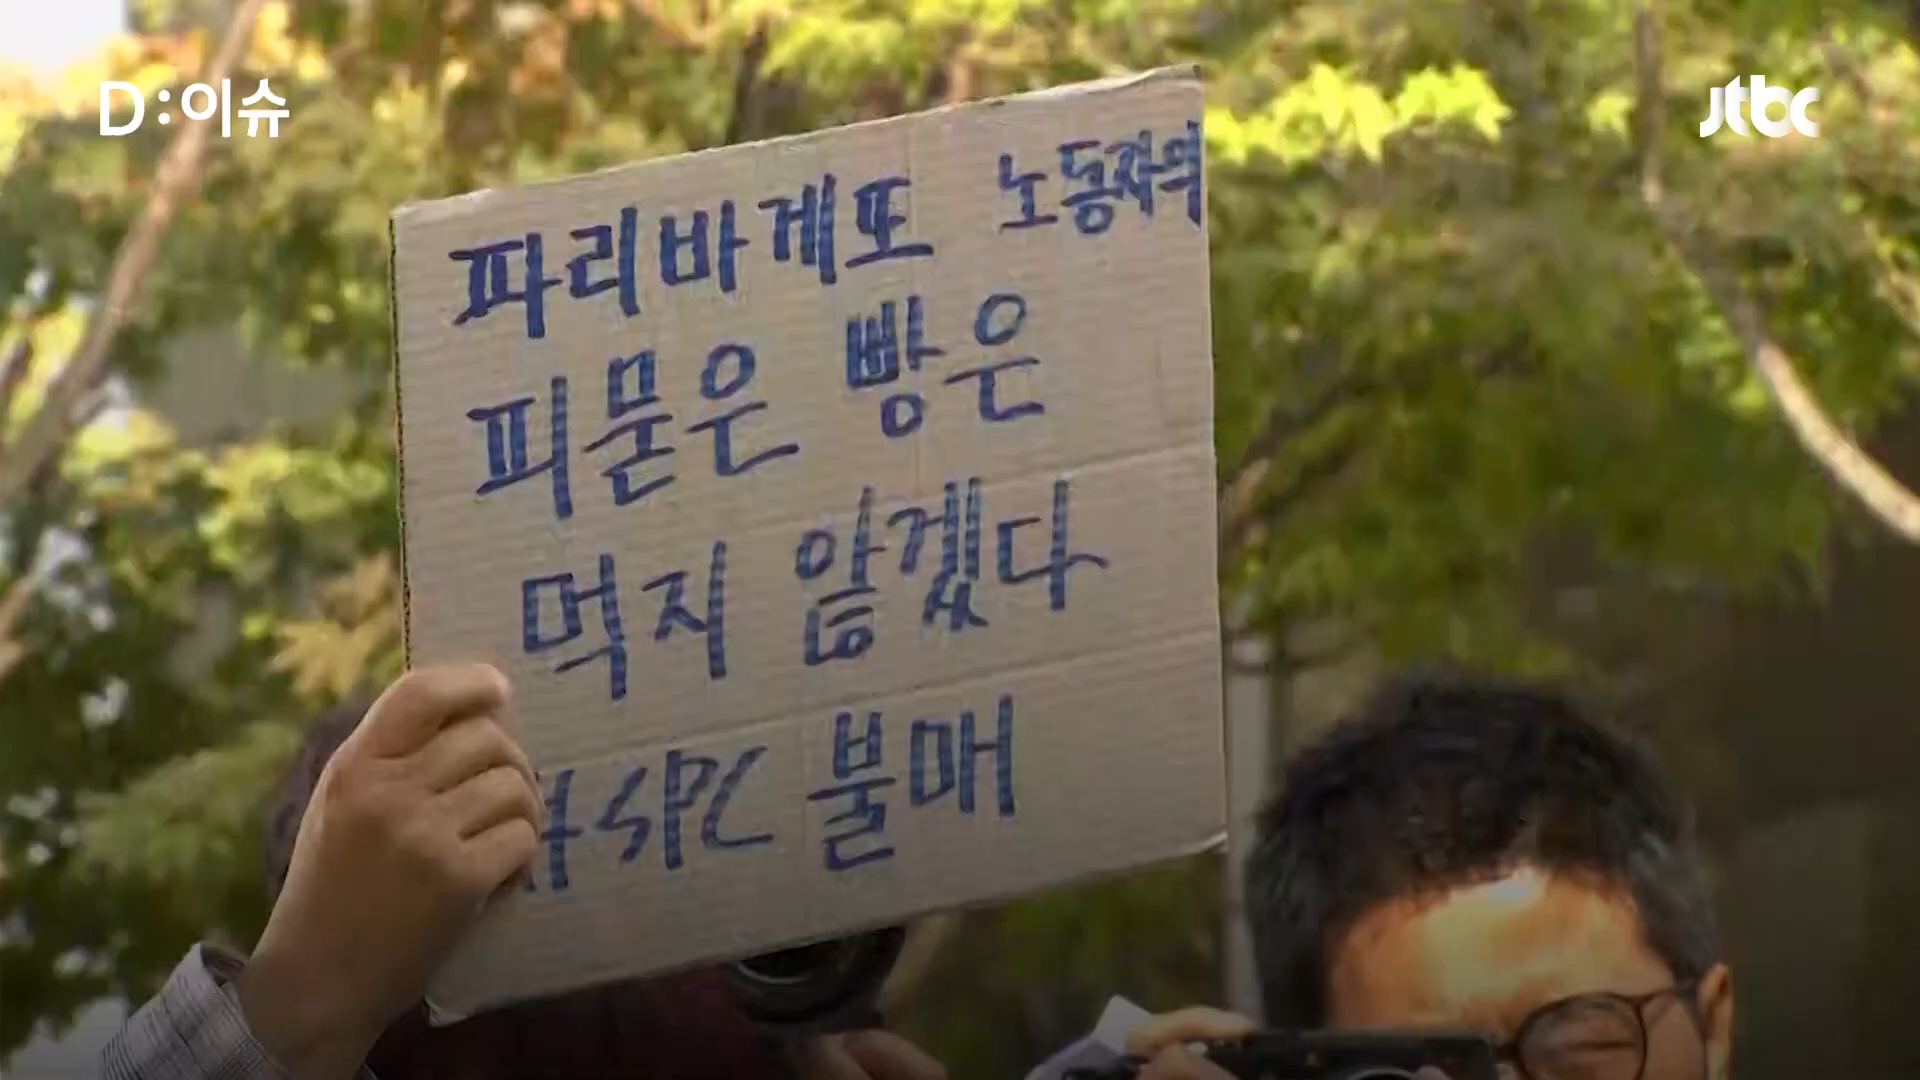 D:이슈
jtbc
파리바게또 노동자의
피묻은 빵은
먹지 않겠다
SPC 불매